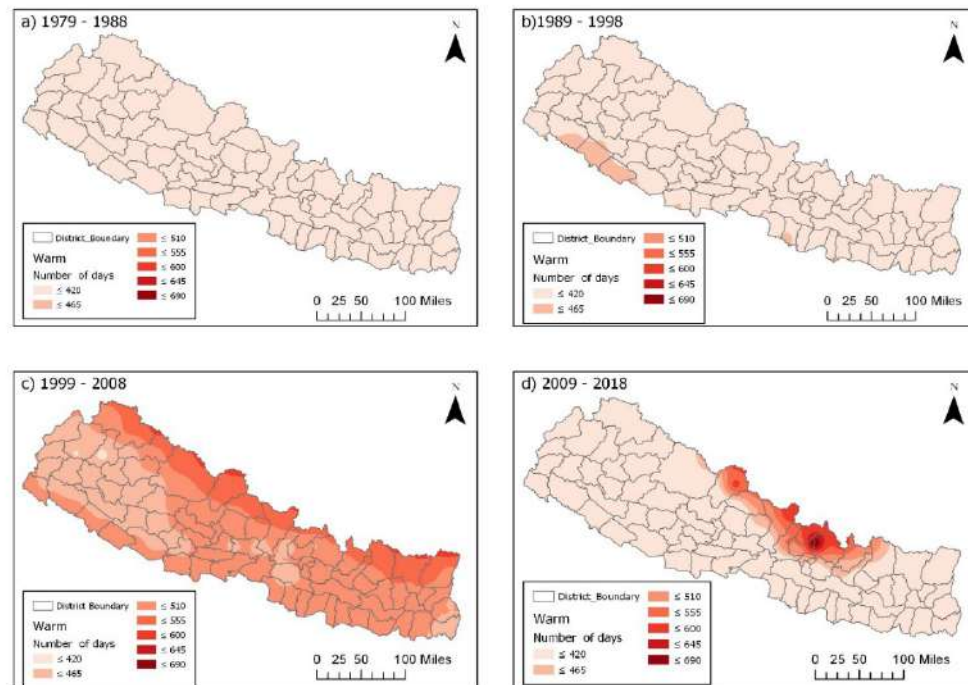 a) 1979 - 1988
N
District_Boundary
Warm
Number of days
≤ 420
≤ 465
≤ 510
≤ 555
≤ 600
≤ 645
≤ 690
0 25 50 100 Miles
b)1989 - 1998
N
District_Boundary
Warm
Number of days
≤ 420
≤ 465
≤ 510
≤ 555
≤ 600
≤ 645
≤ 690
0 25 50 100 Miles
c) 1999 - 2008
N
District Boundary
Warm
Number of days
≤ 420
≤ 465
≤ 510
≤ 555
≤ 600
≤ 645
≤ 690
0 25 50 100 Miles
d) 2009 - 2018
N
District_Boundary
Warm
Number of days
≤ 420
≤ 465
≤ 510
≤ 555
≤ 600
≤ 645
≤ 690
0 25 50 100 Miles